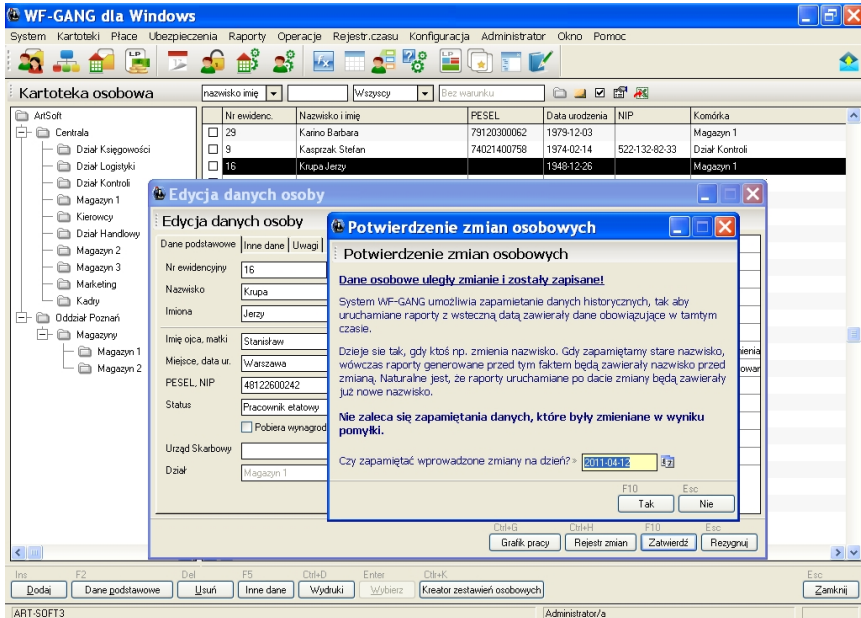 WF-GANG dla Windows
System Kartoteki Płace Ubezpieczenia Raporty Operacje Rejestr.czasu Konfiguracja Administrator Okno Pomoc
Kartoteka osobowa
nazwisko imię
Wszyscy
Bez warunku
Nr ewidenc. Nazwisko i imię PESEL Data urodzenia NIP Komórka
29 Karino Barbara 79120300062 1979-12-03 Magazyn 1
9 Kasprzak Stefan 74021400758 1974-02-14 522-132-82-33 Dział Kontroli
16 Krupa Jerzy 1948-12-26 Magazyn 1
ArtSoft
Centrala
Dział Księgowości
Dział Logistyki
Dział Kontroli
Magazyn 1
Kierowcy
Dział Handlowy
Magazyn 2
Magazyn 3
Marketing
Kadry
Oddział Poznań
Magazyny
Magazyn 1
Magazyn 2
Edycja danych osoby
Edycja danych osoby
Dane podstawowe Inne dane Uwagi
Nr ewidencyjny 16
Nazwisko Krupa
Imiona Jerzy
Imię ojca, matki Stanisław
Miejsce, data ur. Warszawa
PESEL, NIP 48122600242
Status Pracownik etatowy
Pobiera wynagrod
Urząd Skarbowy
Dział Magazyn 1
ienia
owar
Potwierdzenie zmian osobowych
Potwierdzenie zmian osobowych
Dane osobowe uległy zmianie i zostały zapisane!
System WF-GANG umożliwia zapamietanie danych historycznych, tak aby
uruchamiane raporty z wsteczną datą zawierały dane obowiązujące w tamtym
czasie.
Dzieje sie tak, gdy ktoś np. zmienia nazwisko. Gdy zapamiętamy stare nazwisko,
wówczas raporty generowane przed tym faktem będą zawierały nazwisko przed
zmianą. Naturalne jest, że raporty uruchamiane po dacie zmiany będą zawierały
już nowe nazwisko.
Nie zaleca się zapamiętania danych, które były zmieniane w wyniku
pomyłki.
Czy zapamiętać wprowadzone zmiany na dzień? 2011-04-12
F10 Esc
Tak Nie
Ctrl+G Ctrl+H F10 Esc
Grafik pracy Rejestr zmian Zatwierdź Rezygnuj
Ins F2 Del F5 Ctrl+D Enter Ctlr+K Esc
Dodaj Dane podstawowe Usuń Inne dane Wydruki Wybierz Kreator zestawień osobowych Zamknij
ART-SOFT3 Administrator/a